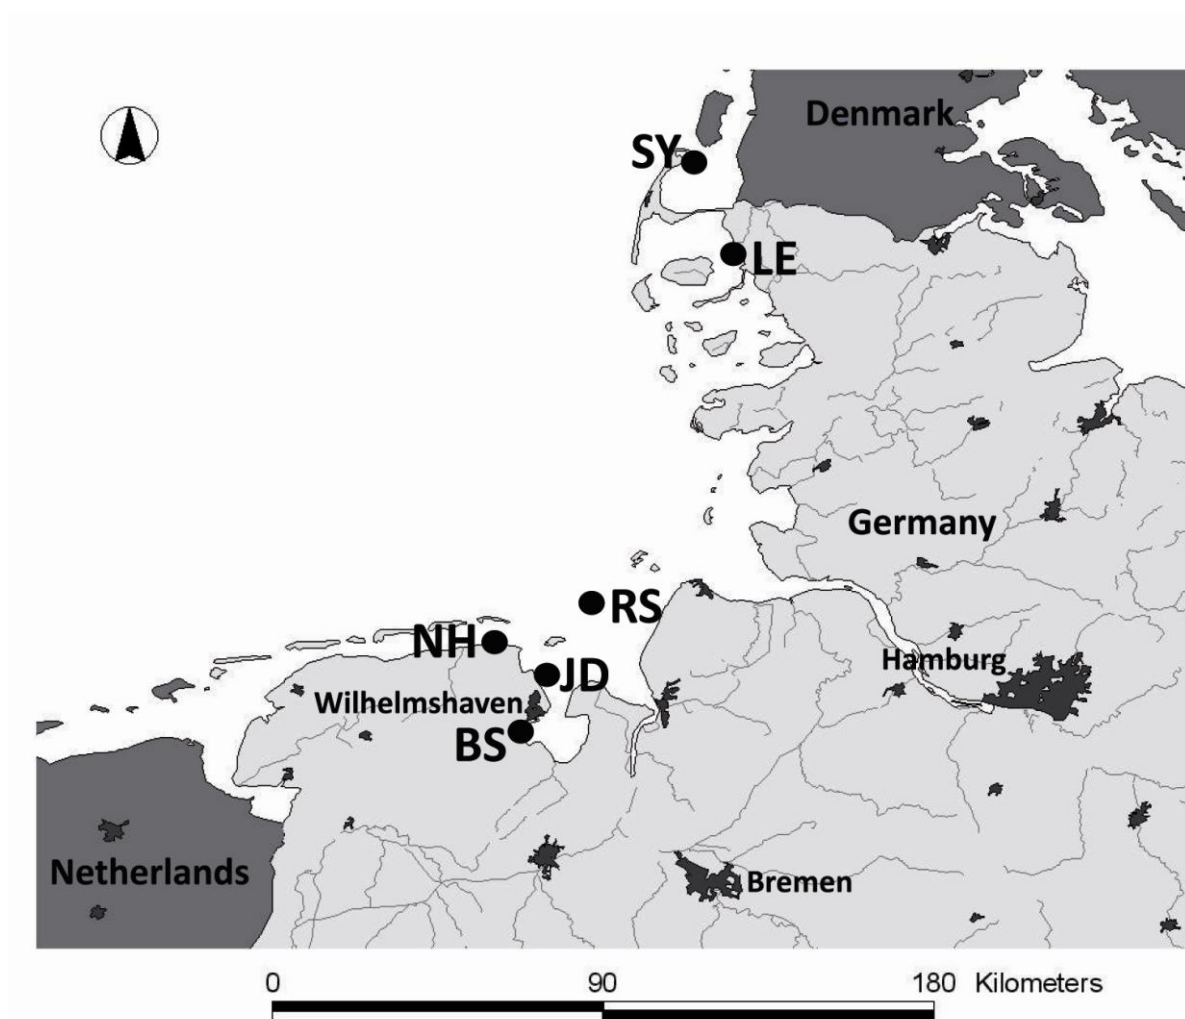 Denmark
SY
LE
Germany
RS
NH
Hamburg
JD
Wilhelmshaven
BS
Netherlands
Bremen
0 90 180 Kilometers